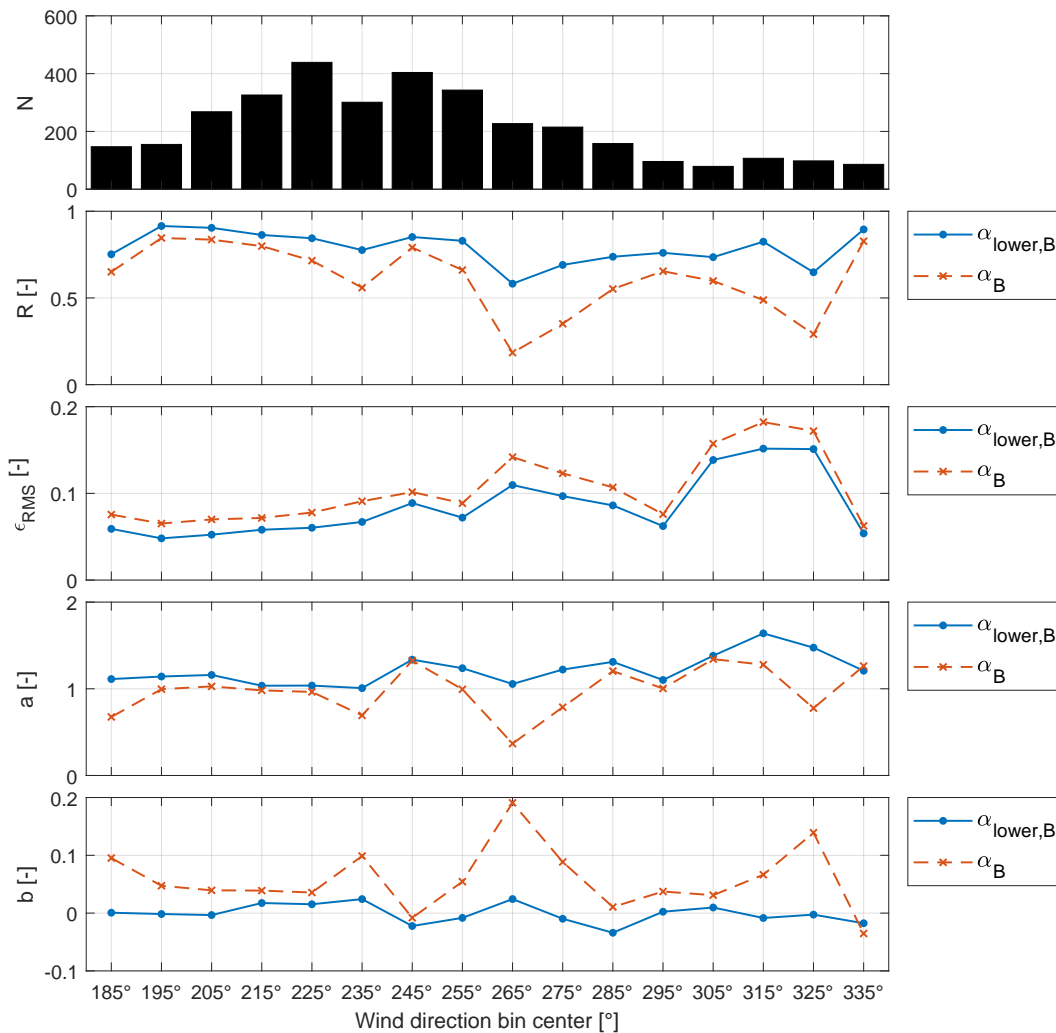 600
400
200
0
N
1
0.5
0
R [-]
α_lower,B
α_B
0.2
0.1
0
ϵ_RMS [-]
α_lower,B
α_B
2
1
0
a [-]
α_lower,B
α_B
0.2
0.1
0
-0.1
b [-]
α_lower,B
α_B
185° 195° 205° 215° 225° 235° 245° 255° 265° 275° 285° 295° 305° 315° 325° 335°
Wind direction bin center [°]